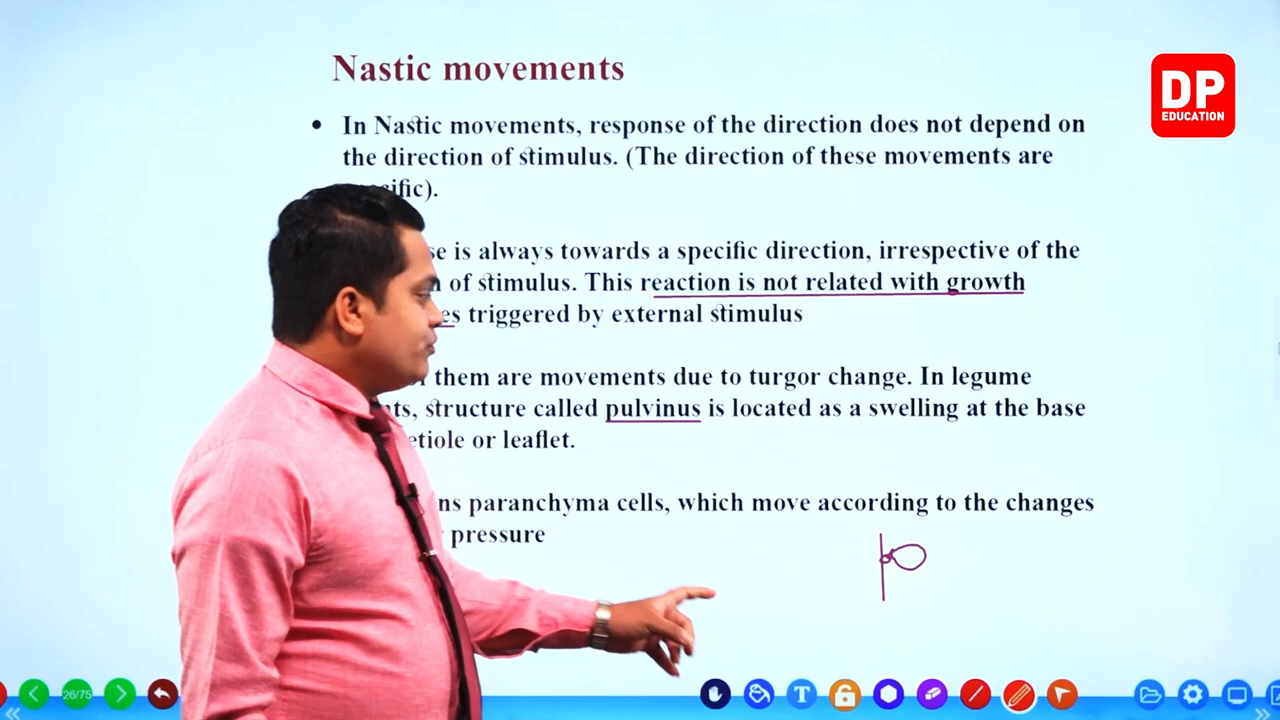 Nastic movements
DP
EDUCATION
• In Nastic movements, response of the direction does not depend on
the direction of stimulus. (The direction of these movements are
ific).
se is always towards a specific direction, irrespective of the
of stimulus. This reaction is not related with growth
es triggered by external stimulus
them are movements due to turgor change. In legume
ts, structure called pulvinus is located as a swelling at the base
etiole or leaflet.
ns paranchyma cells, which move according to the changes
pressure
26/75
T